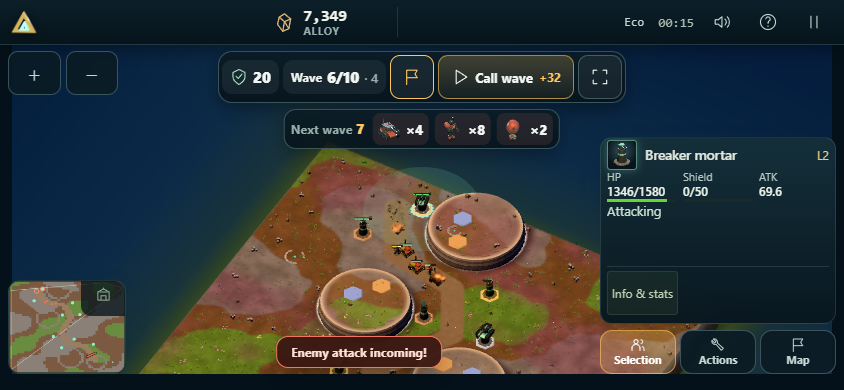 7,349
ALLOY
Eco 00:15
+
−
20
Wave 6/10 · 4
Call wave +32
Next wave 7
×4
×8
×2
Breaker mortar L2
HP Shield ATK
1346/1580 0/50 69.6
Attacking
Info & stats
Enemy attack incoming!
Selection
Actions
Map